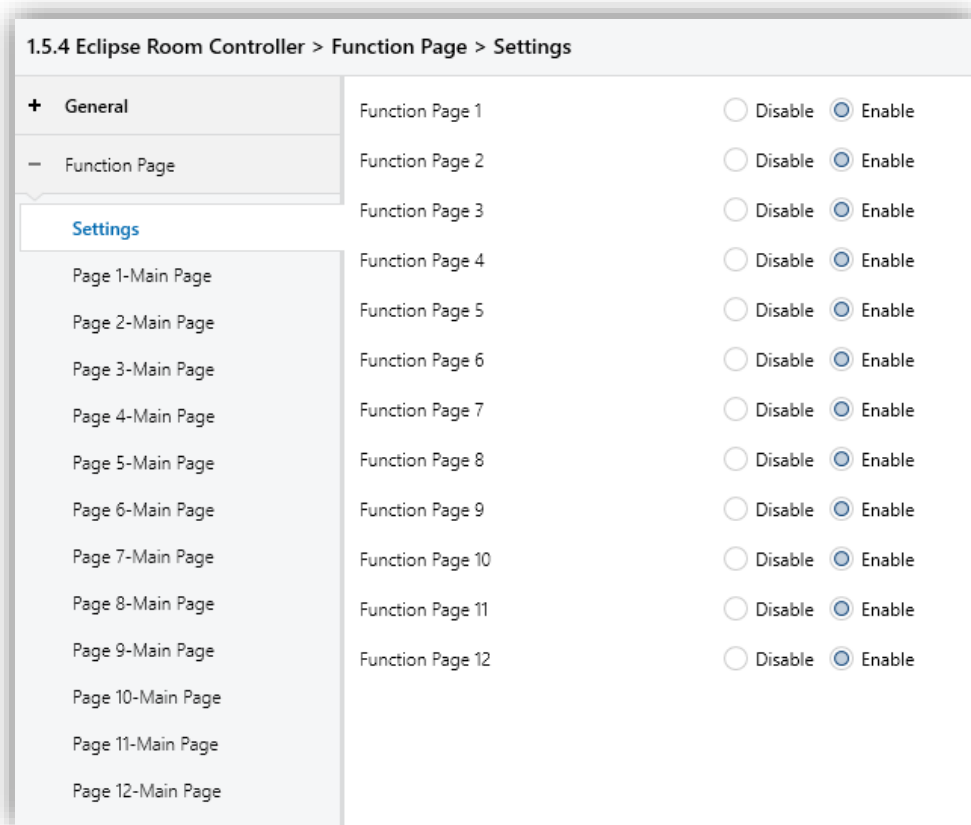 1.5.4 Eclipse Room Controller > Function Page > Settings
+ General
– Function Page
Settings
Page 1-Main Page
Page 2-Main Page
Page 3-Main Page
Page 4-Main Page
Page 5-Main Page
Page 6-Main Page
Page 7-Main Page
Page 8-Main Page
Page 9-Main Page
Page 10-Main Page
Page 11-Main Page
Page 12-Main Page
Function Page 1 Disable Enable
Function Page 2 Disable Enable
Function Page 3 Disable Enable
Function Page 4 Disable Enable
Function Page 5 Disable Enable
Function Page 6 Disable Enable
Function Page 7 Disable Enable
Function Page 8 Disable Enable
Function Page 9 Disable Enable
Function Page 10 Disable Enable
Function Page 11 Disable Enable
Function Page 12 Disable Enable